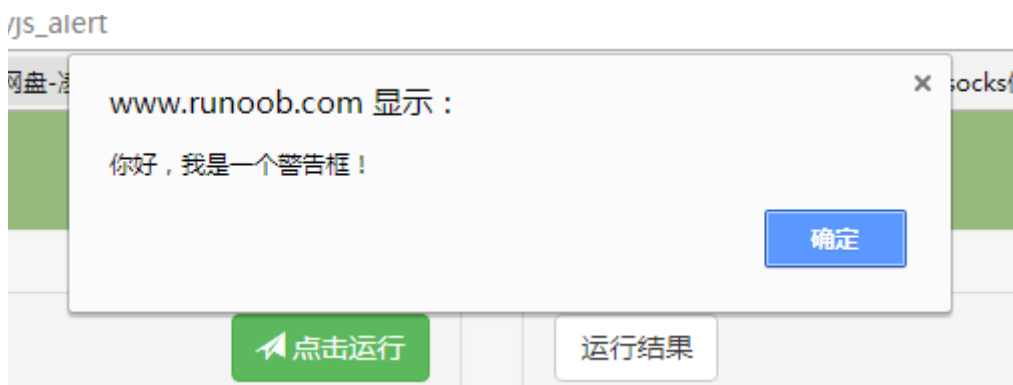 yjs_alert
网盘-
socks
www.runoob.com 显示：
你好，我是一个警告框！
确定
点击运行
运行结果